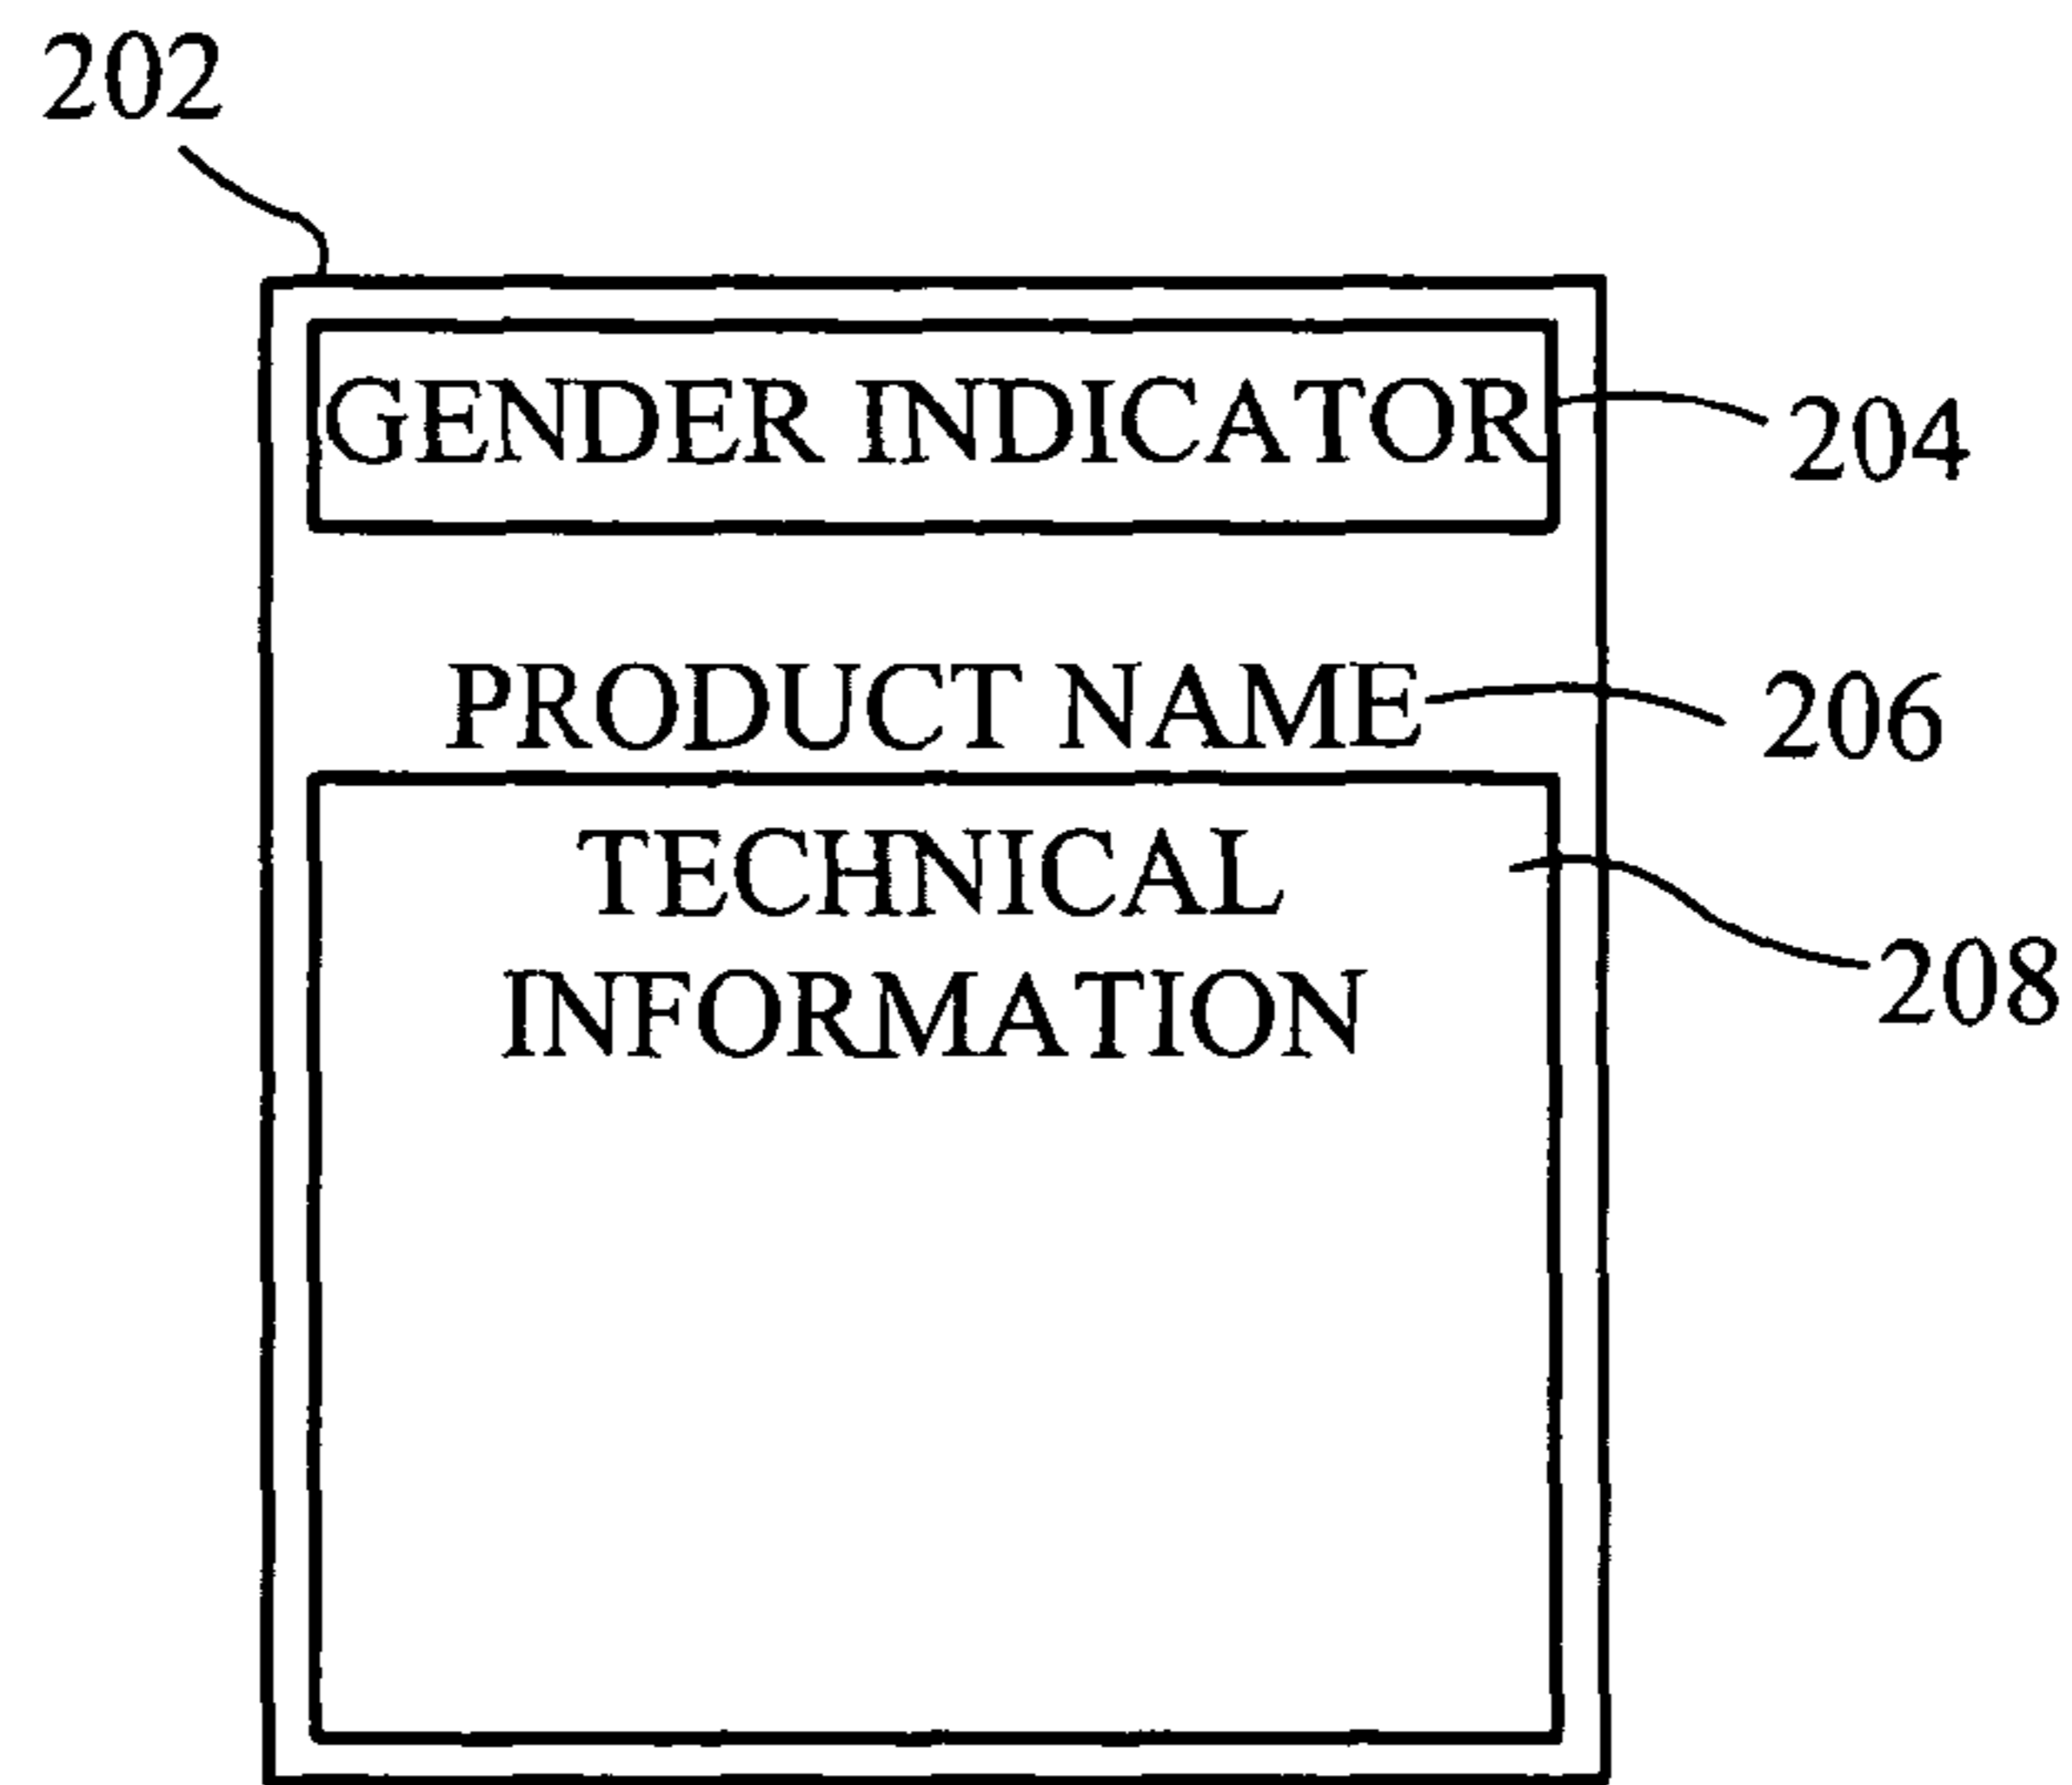 202
GENDER INDICATOR
204
PRODUCT NAME
206
TECHNICAL
INFORMATION
208